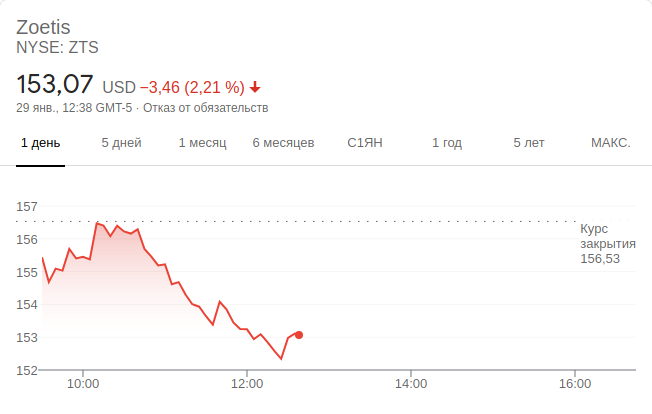 Zoetis
NYSE: ZTS
153,07 USD −3,46 (2,21 %)
29 янв., 12:38 GMT-5 · Отказ от обязательств
1 день 5 дней 1 месяц 6 месяцев С1ЯН 1 год 5 лет МАКС.
157
156
155
154
153
152
Курс
закрытия
156,53
10:00 12:00 14:00 16:00